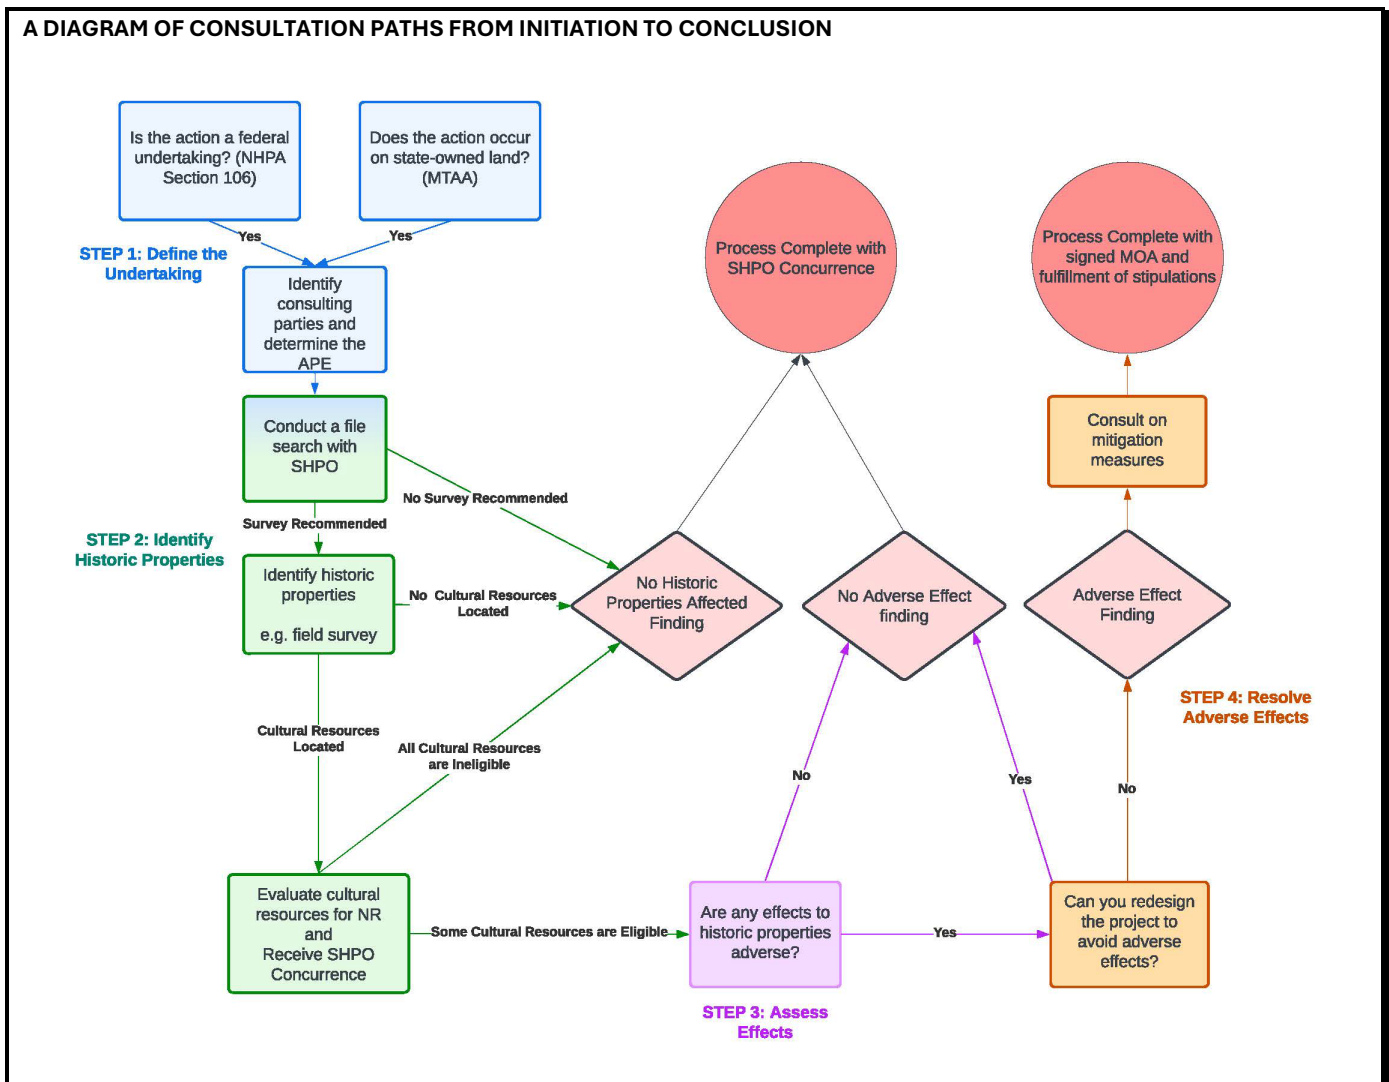 A DIAGRAM OF CONSULTATION PATHS FROM INITIATION TO CONCLUSION
Is the action a federal
undertaking? (NHPA
Section 106)
Does the action occur
on state-owned land?
(MTAA)
Yes
Yes
STEP 1: Define the
Undertaking
Identify
consulting
parties and
determine the
APE
Process Complete with
SHPO Concurrence
Process Complete with
signed MOA and
fulfillment of stipulations
Conduct a file
search with
SHPO
No Survey Recommended
Survey Recommended
Consult on
mitigation
measures
STEP 2: Identify
Historic Properties
Identify historic
properties
e.g. field survey
No Cultural Resources
Located
No Historic
Properties Affected
Finding
No Adverse Effect
finding
Adverse Effect
Finding
Cultural Resources
Located
All Cultural Resources
are Ineligible
No
Yes
No
STEP 4: Resolve
Adverse Effects
Evaluate cultural
resources for NR
and
Receive SHPO
Concurrence
Some Cultural Resources are Eligible
Are any effects to
historic properties
adverse?
Yes
Can you redesign
the project to
avoid adverse
effects?
STEP 3: Assess
Effects